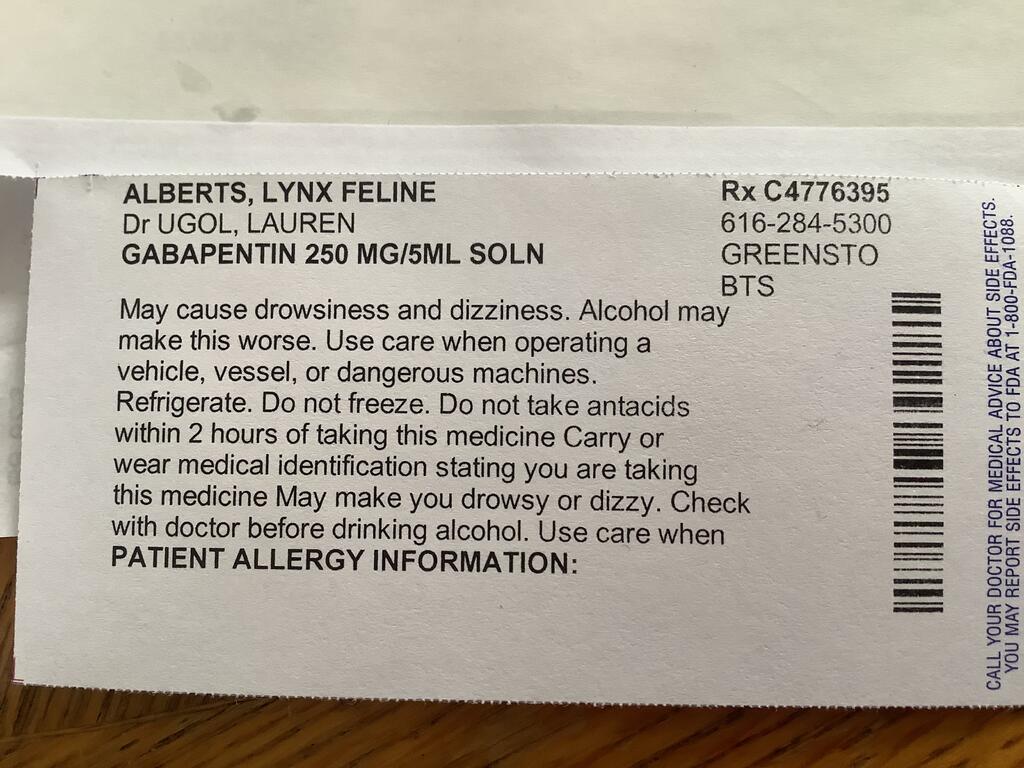 ALBERTS, LYNX FELINE
Dr UGOL, LAUREN
GABAPENTIN 250 MG/5ML SOLN
Rx C4776395
616-284-5300
GREENSTO
BTS
May cause drowsiness and dizziness. Alcohol may
make this worse. Use care when operating a
vehicle, vessel, or dangerous machines.
Refrigerate. Do not freeze. Do not take antacids
within 2 hours of taking this medicine Carry or
wear medical identification stating you are taking
this medicine May make you drowsy or dizzy. Check
with doctor before drinking alcohol. Use care when
PATIENT ALLERGY INFORMATION:
CALL YOUR DOCTOR FOR MEDICAL ADVICE ABOUT SIDE EFFECTS.
YOU MAY REPORT SIDE EFFECTS TO FDA AT 1-800-FDA-1088.